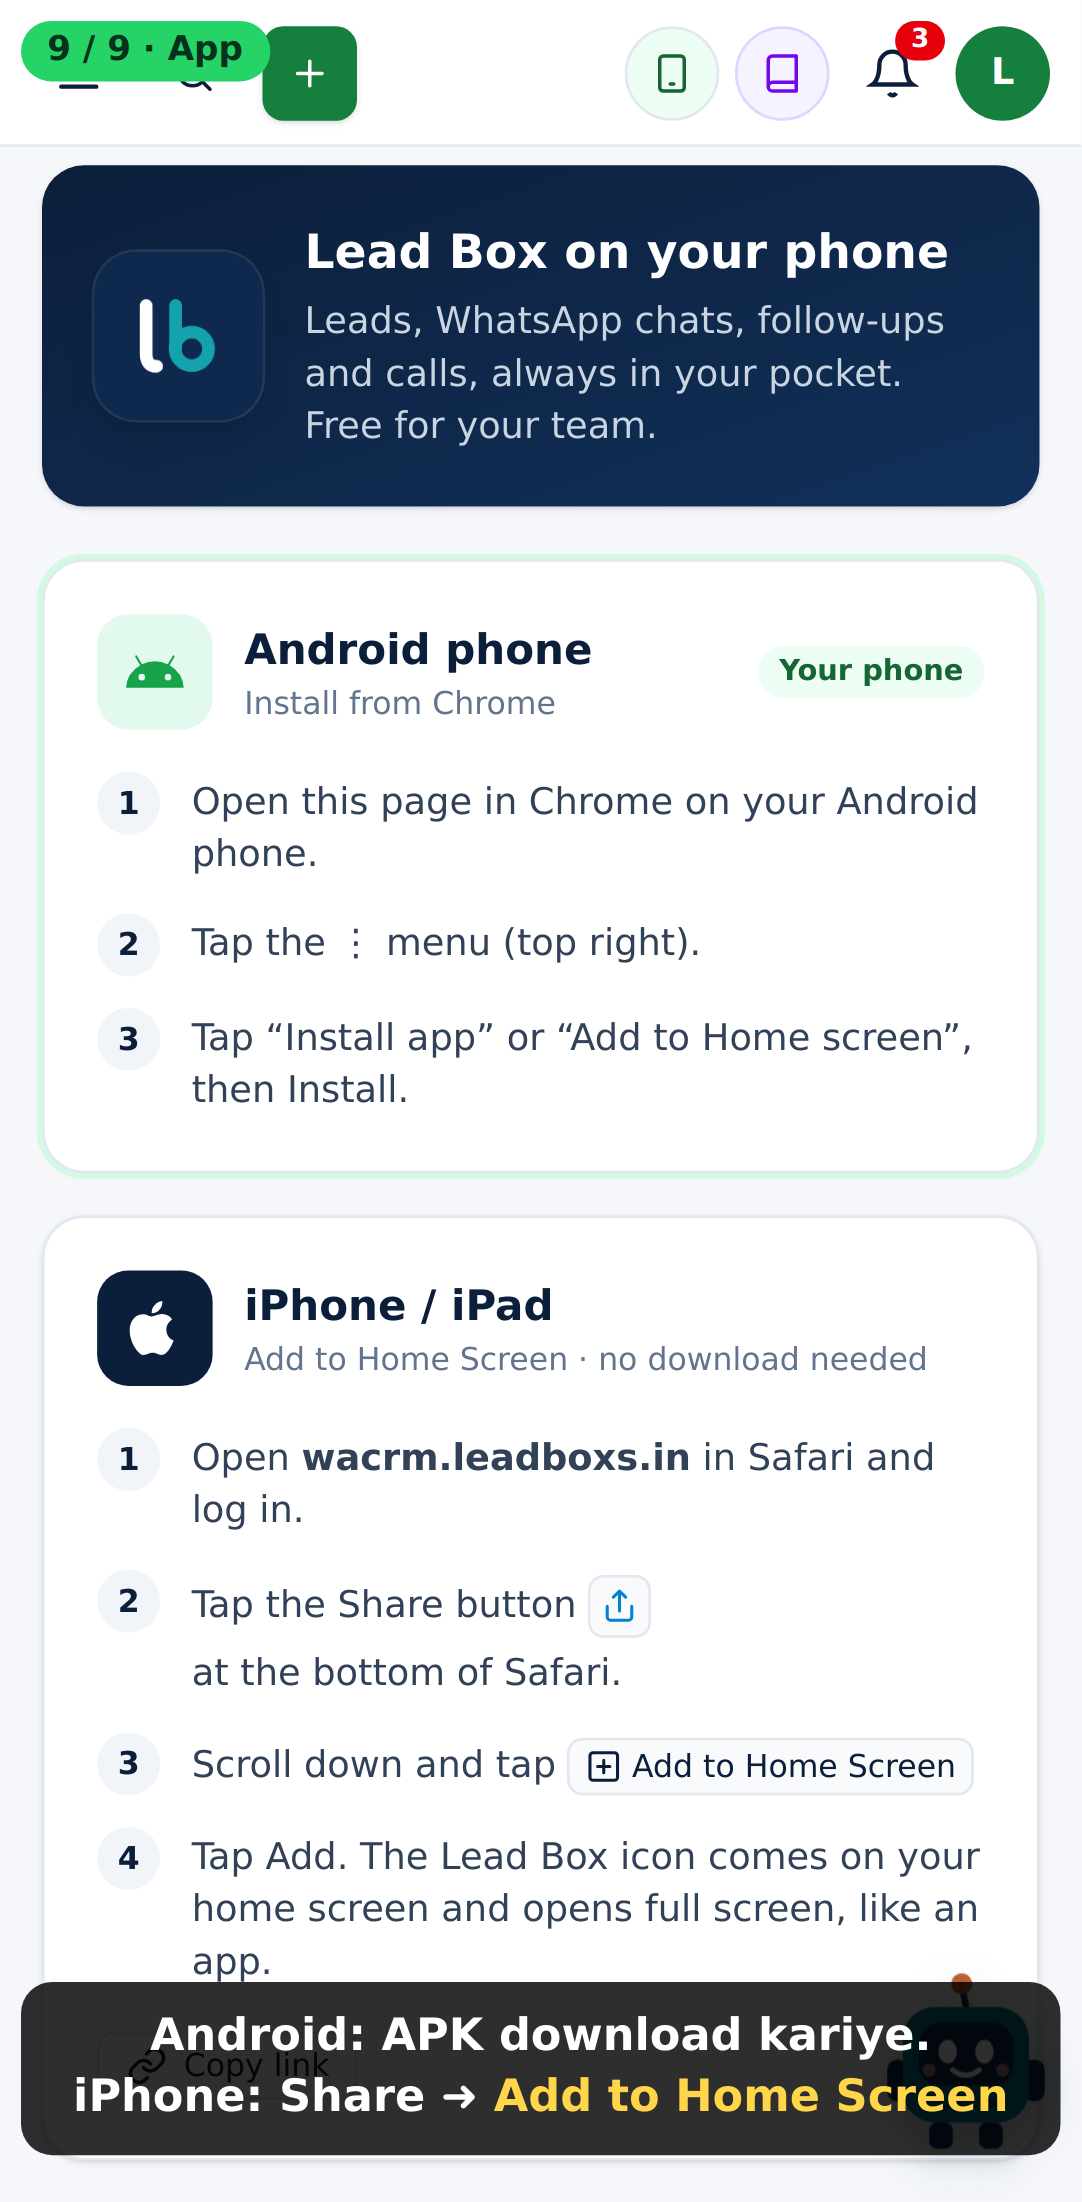 9 / 9 · App
+
3
L
lb
Lead Box on your phone
Leads, WhatsApp chats, follow-ups
and calls, always in your pocket.
Free for your team.
Android phone
Install from Chrome
Your phone
1
Open this page in Chrome on your Android
phone.
2
Tap the ⋮ menu (top right).
3
Tap “Install app” or “Add to Home screen”,
then Install.
iPhone / iPad
Add to Home Screen · no download needed
1
Open wacrm.leadboxs.in in Safari and
log in.
2
Tap the Share button
at the bottom of Safari.
3
Scroll down and tap Add to Home Screen
4
Tap Add. The Lead Box icon comes on your
home screen and opens full screen, like an
app.
Copy link
Android: APK download kariye.
iPhone: Share ➜ Add to Home Screen